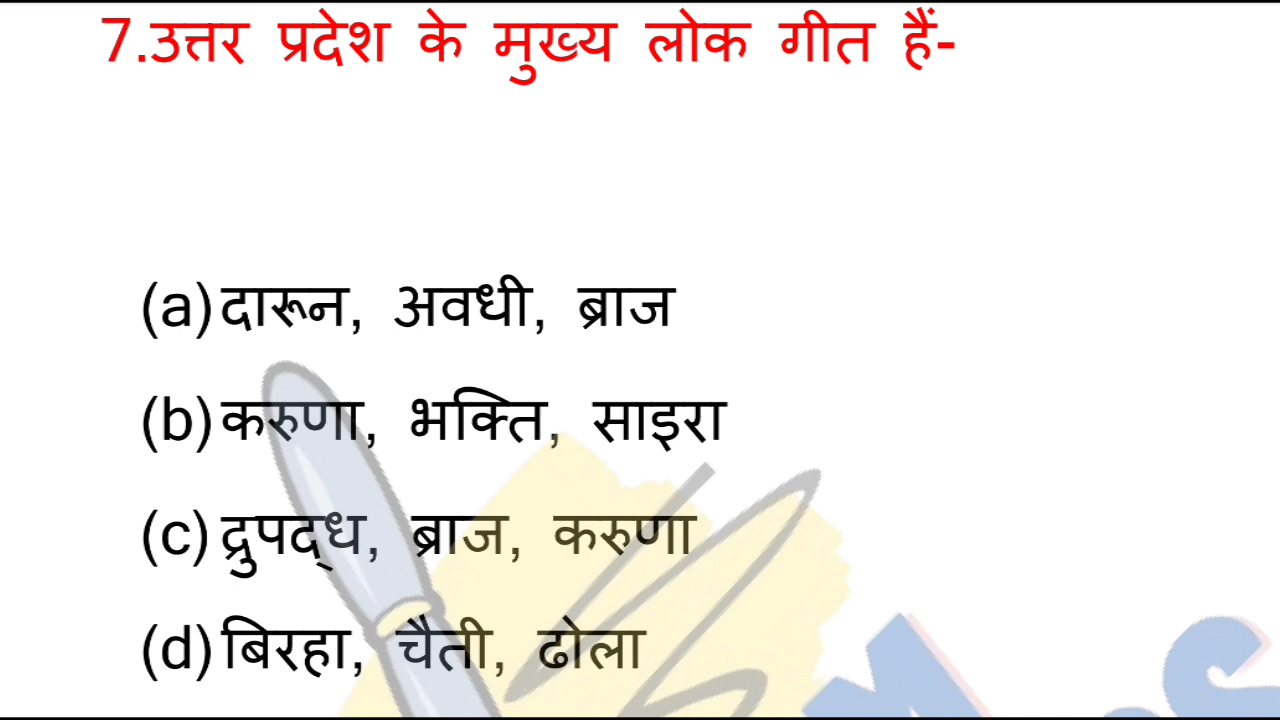 7.उत्तर प्रदेश के मुख्य लोक गीत हैं-
(a)दारून, अवधी, ब्राज
(b)करुणा, भक्ति, साइरा
(c)द्रुपद्ध, ब्राज, करुणा
(d)बिरहा, चैती, ढोला